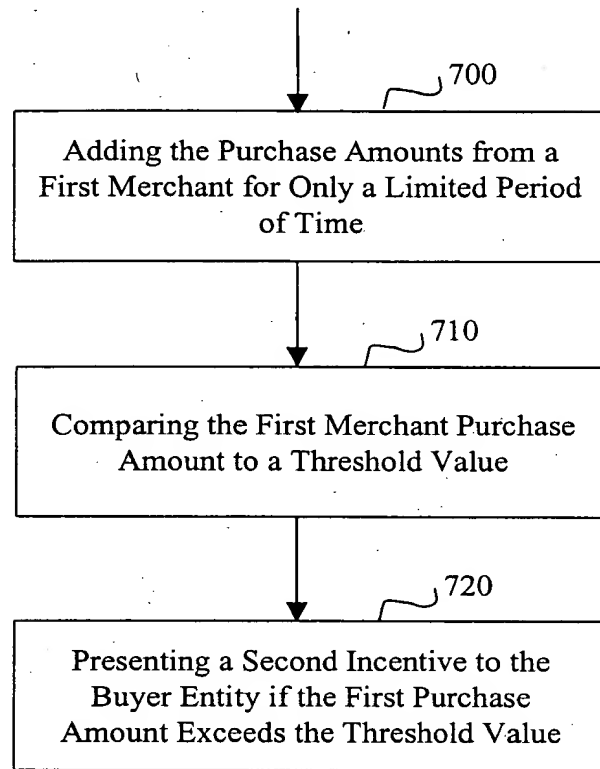 700
Adding the Purchase Amounts from a
First Merchant for Only a Limited Period
of Time
710
Comparing the First Merchant Purchase
Amount to a Threshold Value
720
Presenting a Second Incentive to the
Buyer Entity if the First Purchase
Amount Exceeds the Threshold Value